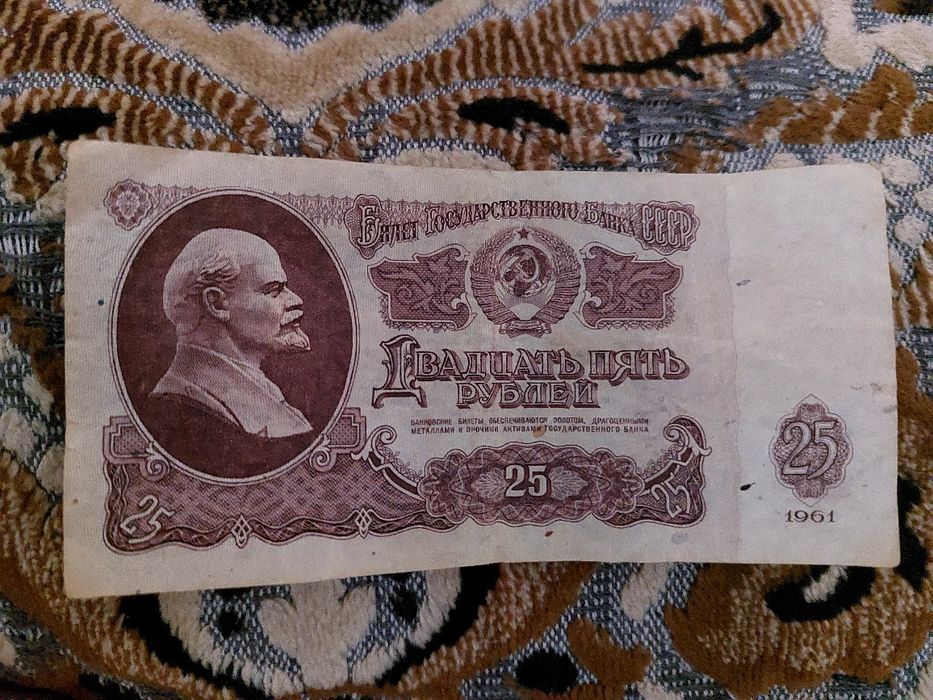 Билет Государственного Банка СССР
Двадцать пять
рублей
БАНКОВСКИЕ БИЛЕТЫ ОБЕСПЕЧИВАЮТСЯ ЗОЛОТОМ, ДРАГОЦЕННЫМИ
МЕТАЛЛАМИ И ПРОЧИМИ АКТИВАМИ ГОСУДАРСТВЕННОГО БАНКА
25
25
25
25
1961